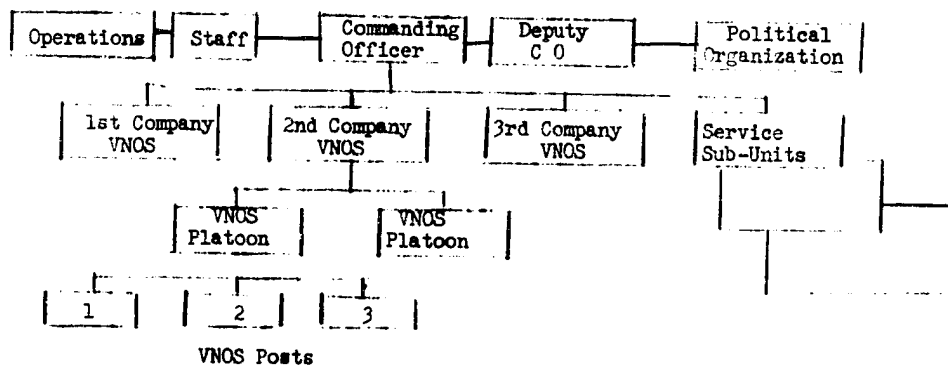 Operations
Staff
Commanding
Officer
Deputy
C O
Political
Organization
1st Company
VNOS
2nd Company
VNOS
3rd Company
VNOS
Service
Sub-Units
VNOS
Platoon
VNOS
Platoon
1
2
3
VNOS Posts